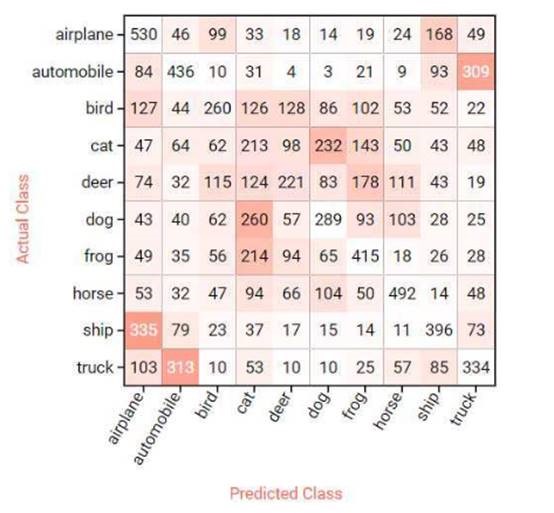 airplane 530 46 99 33 18 14 19 24 168 49
automobile 84 436 10 31 4 3 21 9 93 309
bird 127 44 260 126 128 86 102 53 52 22
cat 47 64 62 213 98 232 143 50 43 48
deer 74 32 115 124 221 83 178 111 43 19
dog 43 40 62 260 57 289 93 103 28 25
frog 49 35 56 214 94 65 415 18 26 28
horse 53 32 47 94 66 104 50 492 14 48
ship 335 79 23 37 17 15 14 11 396 73
truck 103 313 10 53 10 10 25 57 85 334
airplane automobile bird cat deer dog frog horse ship truck
Actual Class
Predicted Class